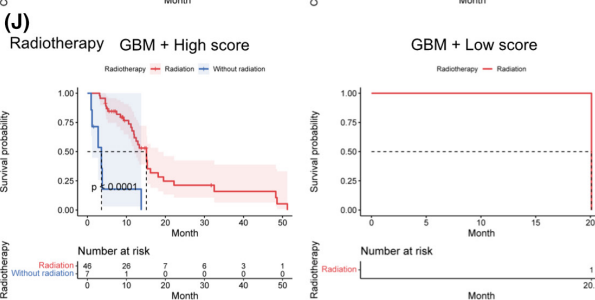 Month
Month
(J)
Radiotherapy GBM + High score GBM + Low score
Radiotherapy Radiation Without radiation
Radiotherapy Radiation
Survival probability
1.00
0.75
0.50
0.25
0.00
p < 0.0001
0 10 20 30 40 50
Month
Survival probability
1.00
0.75
0.50
0.25
0.00
0 5 10 15 20
Month
Number at risk
Radiotherapy
Radiation 46 26 7 6 3 1
Without radiation 7 1 0 0 0 0
0 10 20 30 40 50
Month
Number at risk
Radiotherapy
Radiation 1
20.
Month